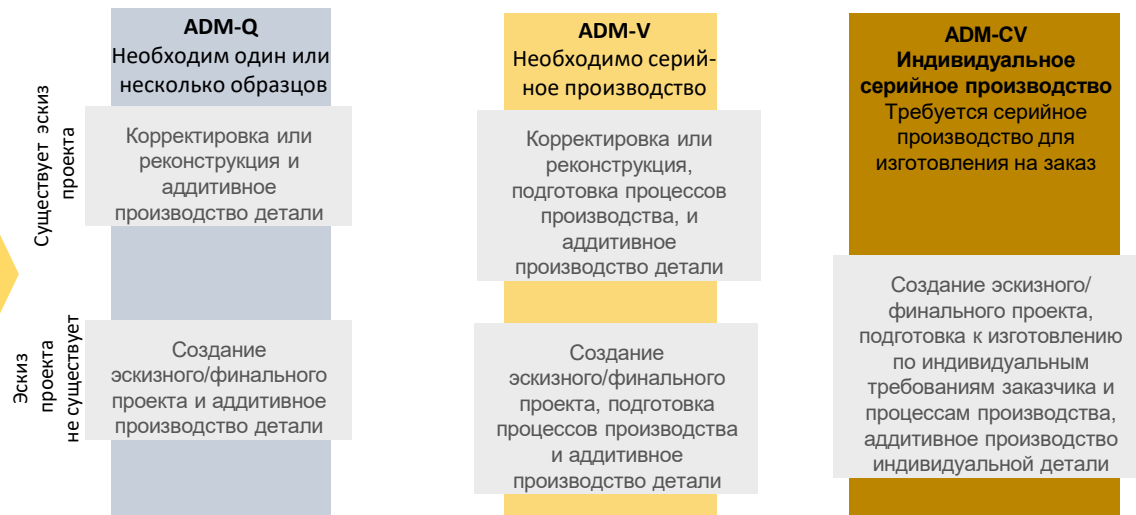 ADM-Q
Необходим один или
несколько образцов
ADM-V
Необходимо серий-
ное производство
ADM-CV
Индивидуальное
серийное производство
Требуется серийное
производство для
изготовления на заказ
Существует эскиз
проекта
Корректировка или
реконструкция и
аддитивное
производство детали
Корректировка или
реконструкция,
подготовка процессов
производства, и
аддитивное
производство детали
Эскиз
проекта
не существует
Создание
эскизного/финального
проекта и аддитивное
производство детали
Создание
эскизного/финального
проекта, подготовка
процессов производства
и аддитивное
производство детали
Создание эскизного/
финального проекта,
подготовка к изготовлению
по индивидуальным
требованиям заказчика и
процессам производства,
аддитивное производство
индивидуальной детали